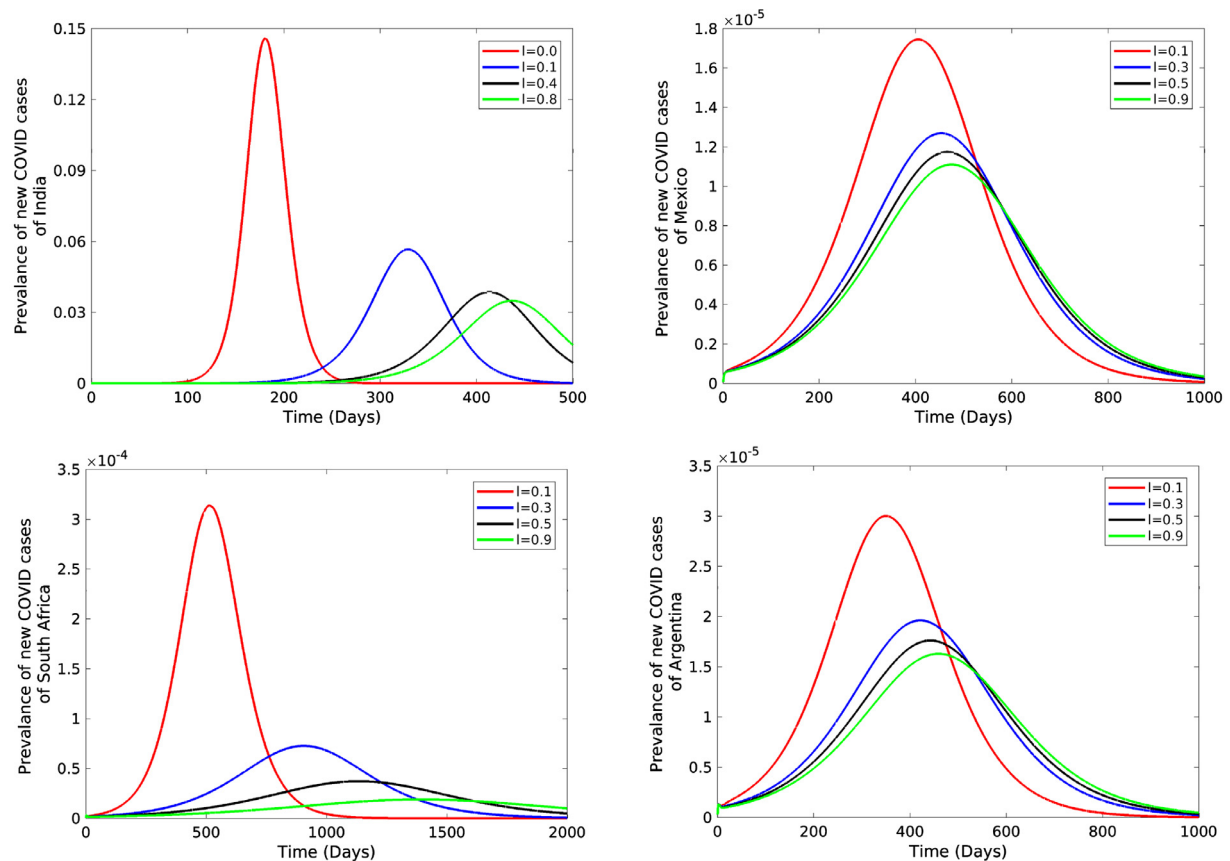 0.15
0.12
0.09
0.06
0.03
0
Prevalance of new COVID cases
of India
l=0.0
l=0.1
l=0.4
l=0.8
0 100 200 300 400 500
Time (Days)
×10⁻⁵
1.8
1.6
1.4
1.2
1
0.8
0.6
0.4
0.2
0
Prevalance of new COVID cases
of Mexico
l=0.1
l=0.3
l=0.5
l=0.9
0 200 400 600 800 1000
Time (Days)
×10⁻⁴
3.5
3
2.5
2
1.5
1
0.5
0
Prevalance of new COVID cases
of South Africa
l=0.1
l=0.3
l=0.5
l=0.9
0 500 1000 1500 2000
Time (Days)
×10⁻⁵
3.5
3
2.5
2
1.5
1
0.5
0
Prevalance of new COVID cases
of Argentina
l=0.1
l=0.3
l=0.5
l=0.9
0 200 400 600 800 1000
Time (Days)